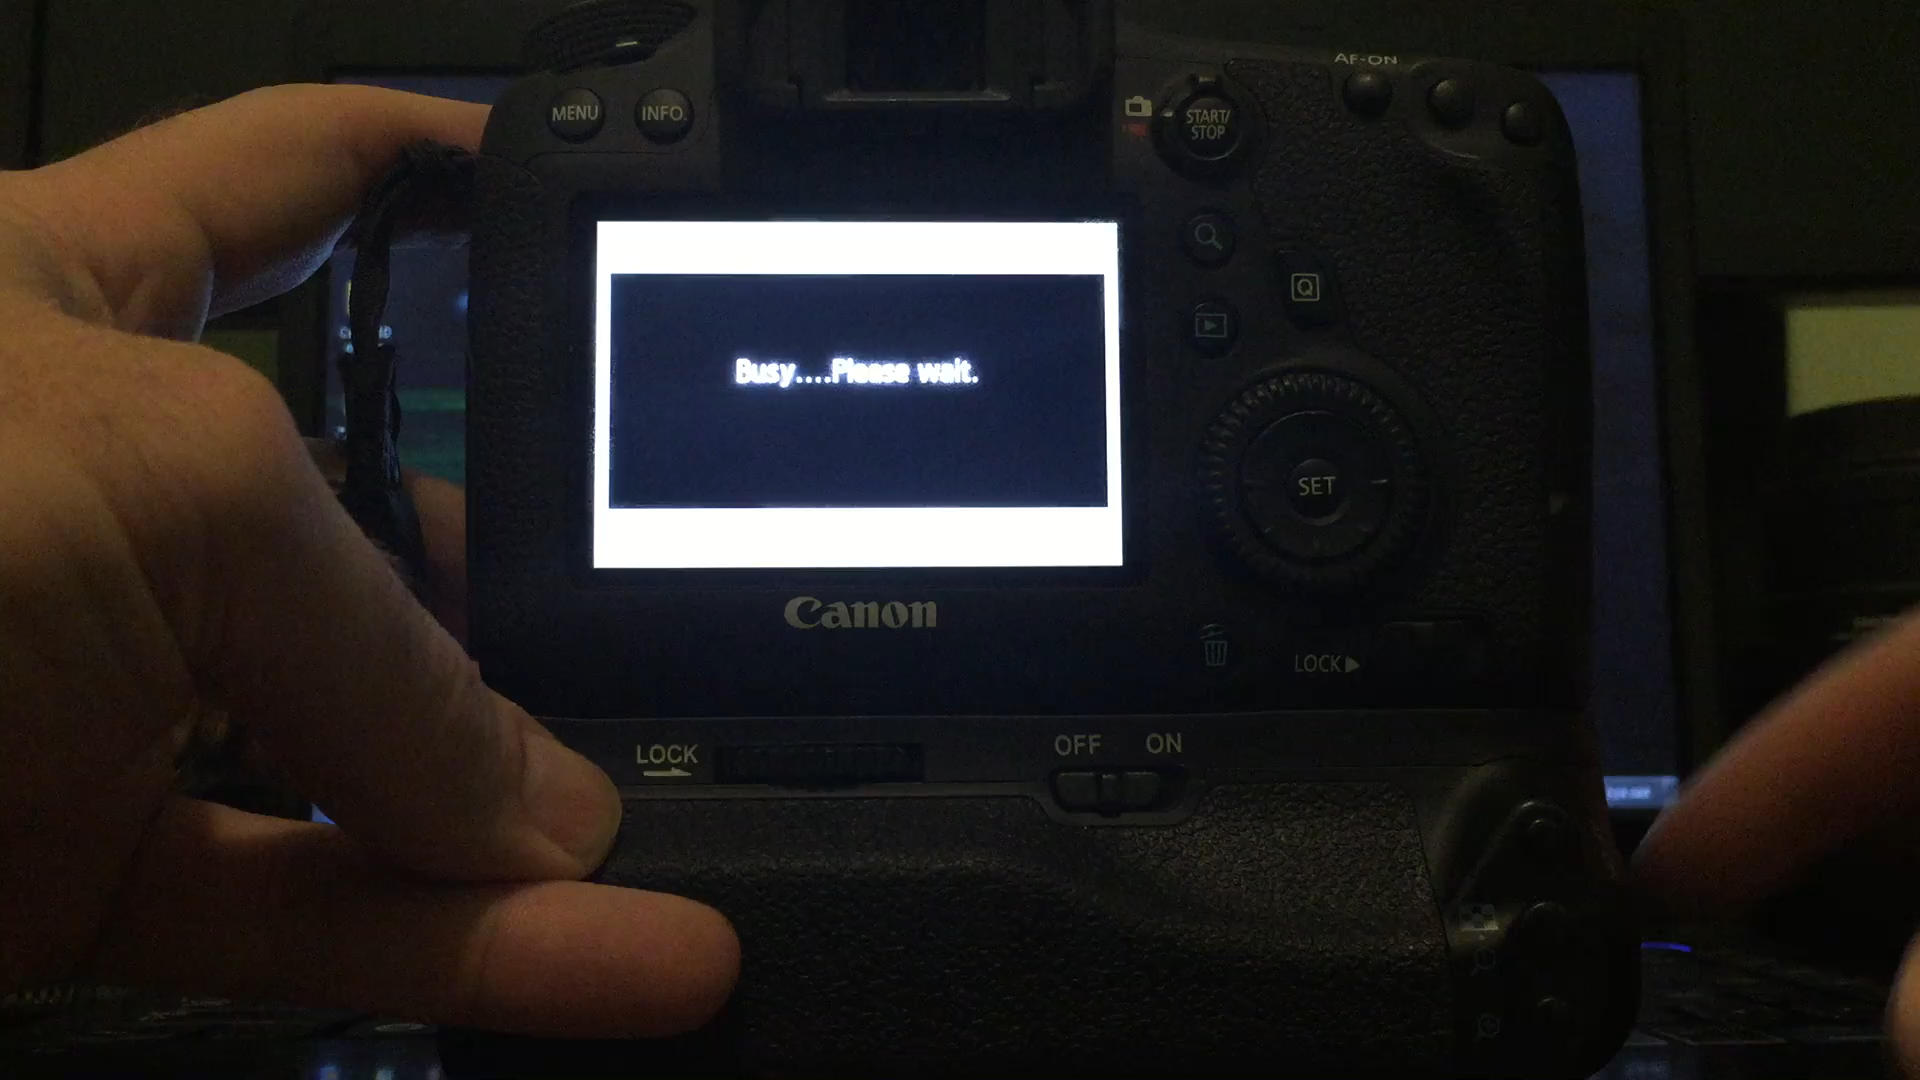 AF-ON
MENU
INFO.
START/
STOP
Q
Busy....Please wait.
SET
Canon
LOCK
LOCK
OFF
ON